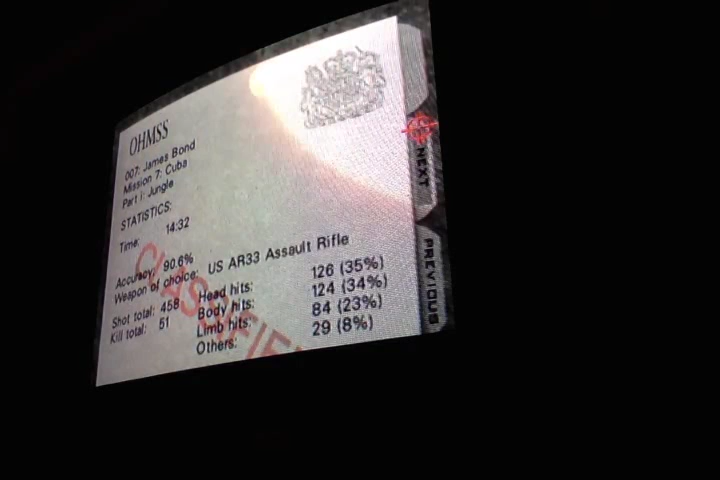 OHMSS
007: James Bond
Mission 7: Cuba
Part I: Jungle
STATISTICS:
Time: 14:32
Accuracy: 90.6%
Weapon of choice: US AR33 Assault Rifle
Shot total: 458 Head hits: 126 (35%)
Kill total: 51 Body hits: 124 (34%)
Limb hits: 84 (23%)
Others: 29 (8%)
CLASSIFIE
NEXT
PREVIOUS